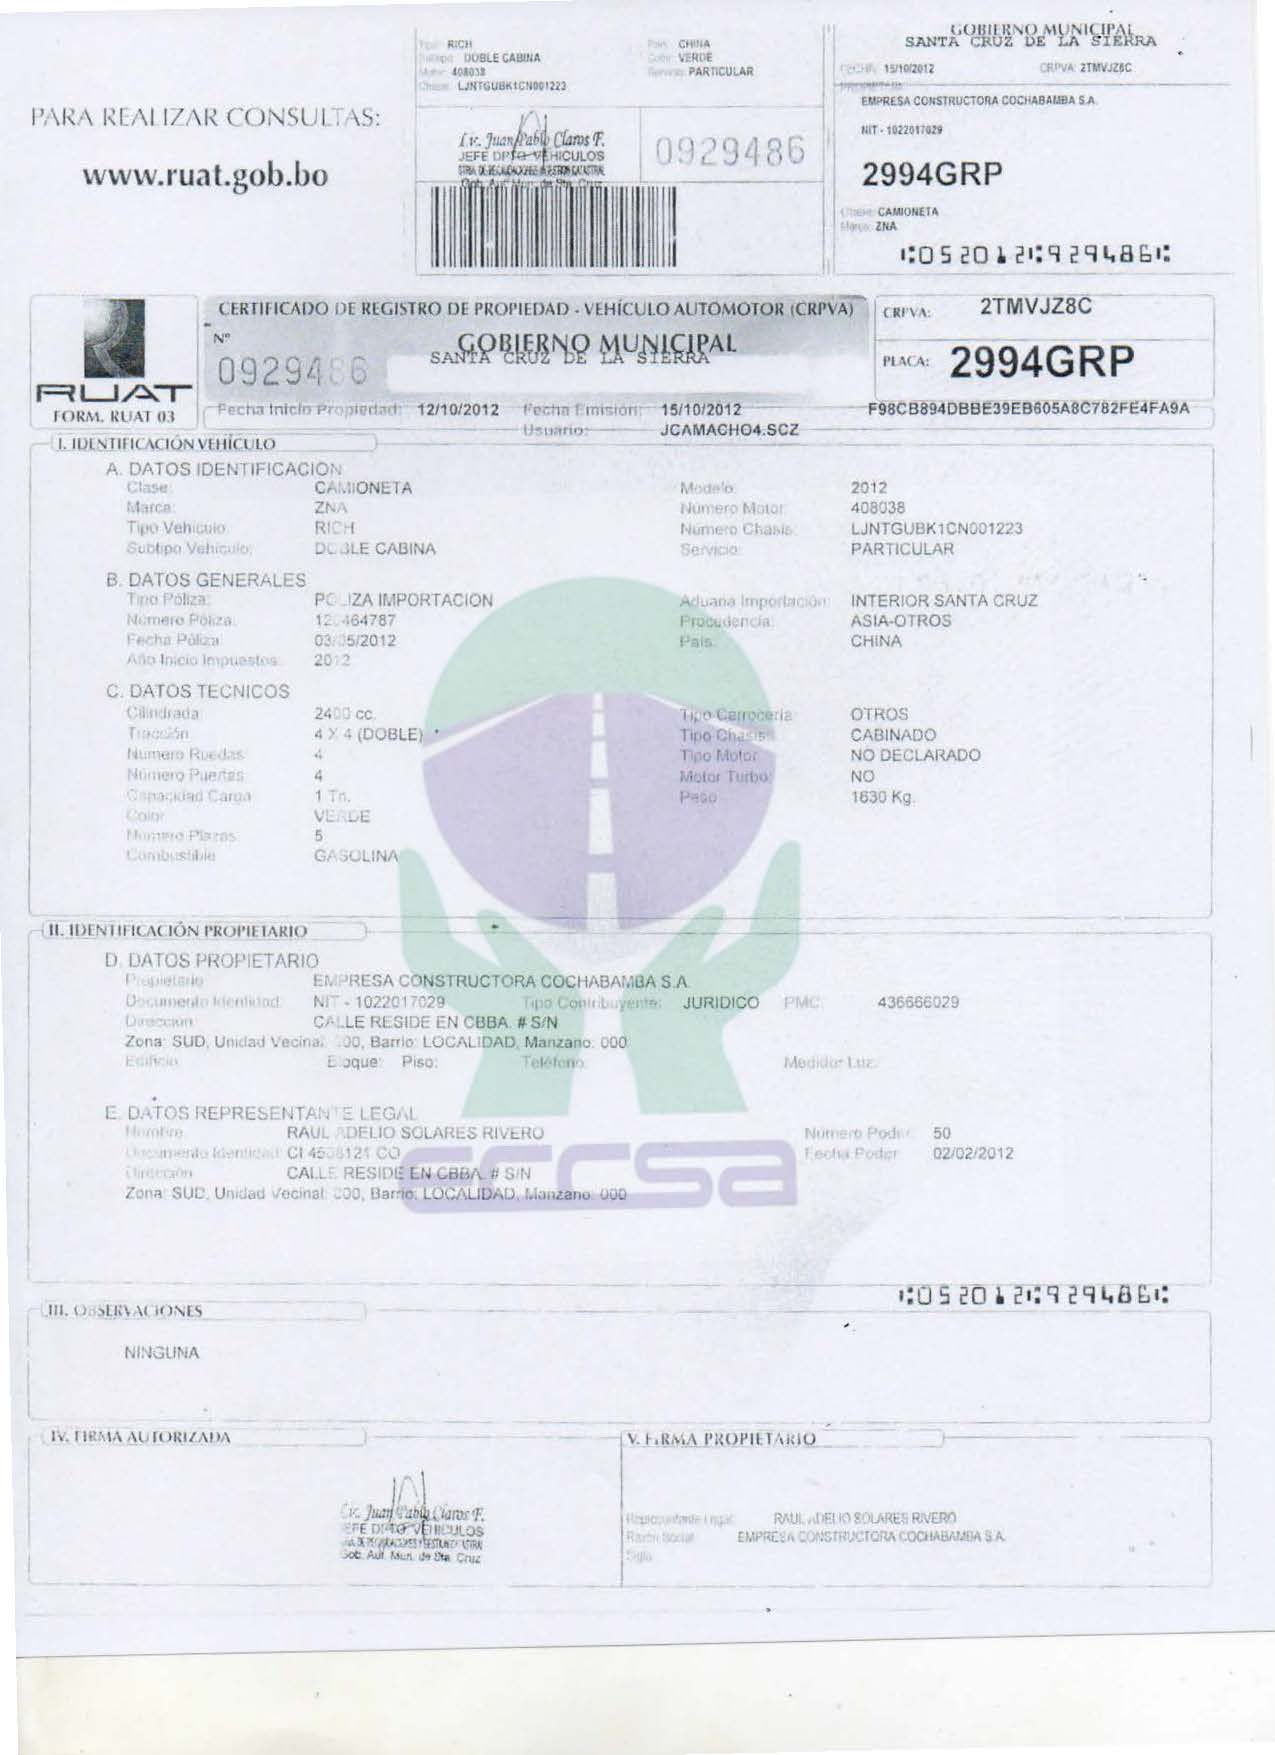 PARA REALIZAR CONSULTAS:
www.ruat.gob.bo
Tipo: RICH
Subtipo: DOBLE CABINA
Motor: 408038
Chasis: LJNTGUBK1CN001223
País: CHINA
Color: VERDE
Servicio: PARTICULAR
Lic. Juan Pablo Claros F.
JEFE DPTO VEHICULOS
Gob. Aut. Mun. de Sta. Cruz
0929486
GOBIERNO MUNICIPAL
SANTA CRUZ DE LA SIERRA
FECHA: 15/10/2012 CRPVA: 2TMVJZ8C
PROPIETARIO
EMPRESA CONSTRUCTORA COCHABAMBA S.A.
NIT - 1022017029
2994GRP
Clase: CAMIONETA
Marca: ZNA
⑆052012⑆929486⑆
RUAT
FORM. RUAT 03
CERTIFICADO DE REGISTRO DE PROPIEDAD - VEHÍCULO AUTOMOTOR (CRPVA)
Nº
0929486
GOBIERNO MUNICIPAL
SANTA CRUZ DE LA SIERRA
CRPVA: 2TMVJZ8C
PLACA: 2994GRP
Fecha Inicio Propiedad: 12/10/2012 Fecha Emisión: 15/10/2012 F98CB894DBBE39EB605A8C782FE4FA9A
Usuario: JCAMACHO4.SCZ
I. IDENTIFICACIÓN VEHÍCULO
A. DATOS IDENTIFICACION
Clase: CAMIONETA Modelo: 2012
Marca: ZNA Número Motor: 408038
Tipo Vehículo: RICH Número Chasis: LJNTGUBK1CN001223
Subtipo Vehículo: DOBLE CABINA Servicio: PARTICULAR
B. DATOS GENERALES
Tipo Póliza: POLIZA IMPORTACION Aduana Importación: INTERIOR SANTA CRUZ
Número Póliza: Procedencia: ASIA-OTROS
Fecha Póliza: 03/05/2012 País: CHINA
Año Inicio Impuestos: 2012
C. DATOS TECNICOS
Cilindrada: 2400 cc. Tipo Carrocería: OTROS
Tracción: 4 X 4 (DOBLE) Tipo Chasis: CABINADO
Número Ruedas: 4 Tipo Motor: NO DECLARADO
Número Puertas: 4 Motor Turbo: NO
Capacidad Carga: 1 Tn. Peso: 1630 Kg.
Color: VERDE
Número Plazas: 5
Combustible: GASOLINA
II. IDENTIFICACIÓN PROPIETARIO
D. DATOS PROPIETARIO
Propietario: EMPRESA CONSTRUCTORA COCHABAMBA S.A.
Documento Identidad: NIT - 1022017029 Tipo Contribuyente: JURIDICO PMC: 436666029
Dirección: CALLE RESIDE EN CBBA. # S/N
Zona: SUD, Unidad Vecinal: 000, Barrio: LOCALIDAD, Manzano: 000
Edificio: Bloque: Piso: Teléfono: Medidor Luz:
E. DATOS REPRESENTANTE LEGAL
Nombre: RAUL ADELIO SOLARES RIVERO Número Poder: 50
Documento Identidad: CI Fecha Poder: 02/02/2012
Dirección: CALLE RESIDE EN CBBA. # S/N
Zona: SUD, Unidad Vecinal: 000, Barrio: LOCALIDAD, Manzano: 000
eccsa
⑆052012⑆929486⑆
III. OBSERVACIONES
NINGUNA
IV. FIRMA AUTORIZADA
Lic. Juan Pablo Claros F.
JEFE DPTO VEHICULOS
Gob. Aut. Mun. de Sta. Cruz
V. FIRMA PROPIETARIO
Representante Legal: RAUL ADELIO SOLARES RIVERO
Razón Social: EMPRESA CONSTRUCTORA COCHABAMBA S.A.
Sigla: